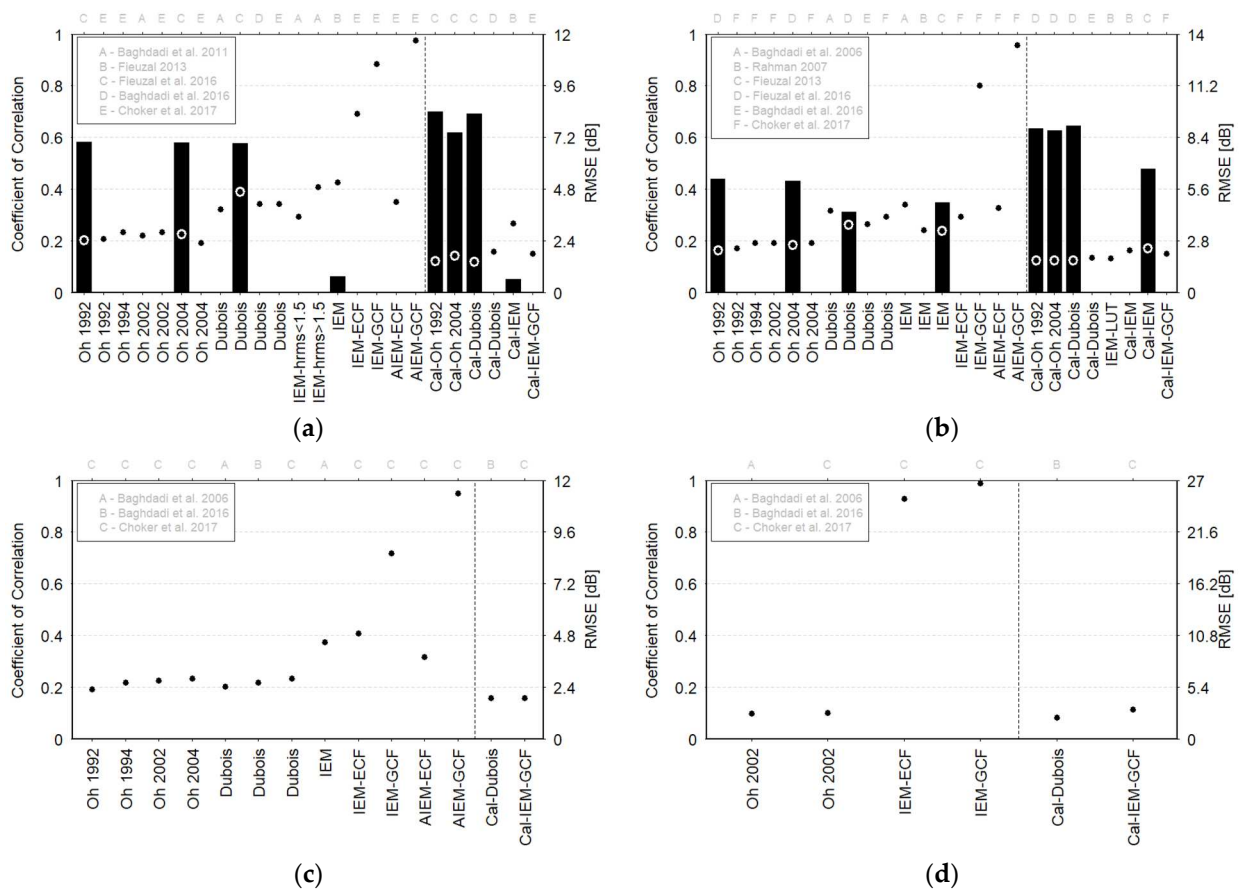 C E E A E C E A C D E A A B E E E E C C C D B E
A - Baghdadi et al. 2011
B - Fieuzal 2013
C - Fieuzal et al. 2016
D - Baghdadi et al. 2016
E - Choker et al. 2017
Coefficient of Correlation
1
0.8
0.6
0.4
0.2
0
12
9.6
7.2
4.8
2.4
0
RMSE [dB]
Oh 1992
Oh 1992
Oh 1994
Oh 2002
Oh 2002
Oh 2004
Oh 2004
Dubois
Dubois
Dubois
Dubois
IEM-hrms<1.5
IEM-hrms>1.5
IEM
IEM-ECF
IEM-GCF
AIEM-ECF
AIEM-GCF
Cal-Oh 1992
Cal-Oh 2004
Cal-Dubois
Cal-Dubois
Cal-IEM
Cal-IEM-GCF
(a)
D F F F D F A D E F A B C F F F F D D D E B B C F
A - Baghdadi et al. 2006
B - Rahman 2007
C - Fieuzal 2013
D - Fieuzal et al. 2016
E - Baghdadi et al. 2016
F - Choker et al. 2017
Coefficient of Correlation
1
0.8
0.6
0.4
0.2
0
14
11.2
8.4
5.6
2.8
0
RMSE [dB]
Oh 1992
Oh 1992
Oh 1994
Oh 2002
Oh 2004
Oh 2004
Dubois
Dubois
Dubois
Dubois
IEM
IEM
IEM
IEM-ECF
IEM-GCF
AIEM-ECF
AIEM-GCF
Cal-Oh 1992
Cal-Oh 2004
Cal-Dubois
Cal-Dubois
IEM-LUT
Cal-IEM
Cal-IEM
Cal-IEM-GCF
(b)
C C C C A B C A C C C C B C
A - Baghdadi et al. 2006
B - Baghdadi et al. 2016
C - Choker et al. 2017
Coefficient of Correlation
1
0.8
0.6
0.4
0.2
0
12
9.6
7.2
4.8
2.4
0
RMSE [dB]
Oh 1992
Oh 1994
Oh 2002
Oh 2004
Dubois
Dubois
Dubois
IEM
IEM-ECF
IEM-GCF
AIEM-ECF
AIEM-GCF
Cal-Dubois
Cal-IEM-GCF
(c)
A C C C B C
A - Baghdadi et al. 2006
B - Baghdadi et al. 2016
C - Choker et al. 2017
Coefficient of Correlation
1
0.8
0.6
0.4
0.2
0
27
21.6
16.2
10.8
5.4
0
RMSE [dB]
Oh 2002
Oh 2002
IEM-ECF
IEM-GCF
Cal-Dubois
Cal-IEM-GCF
(d)